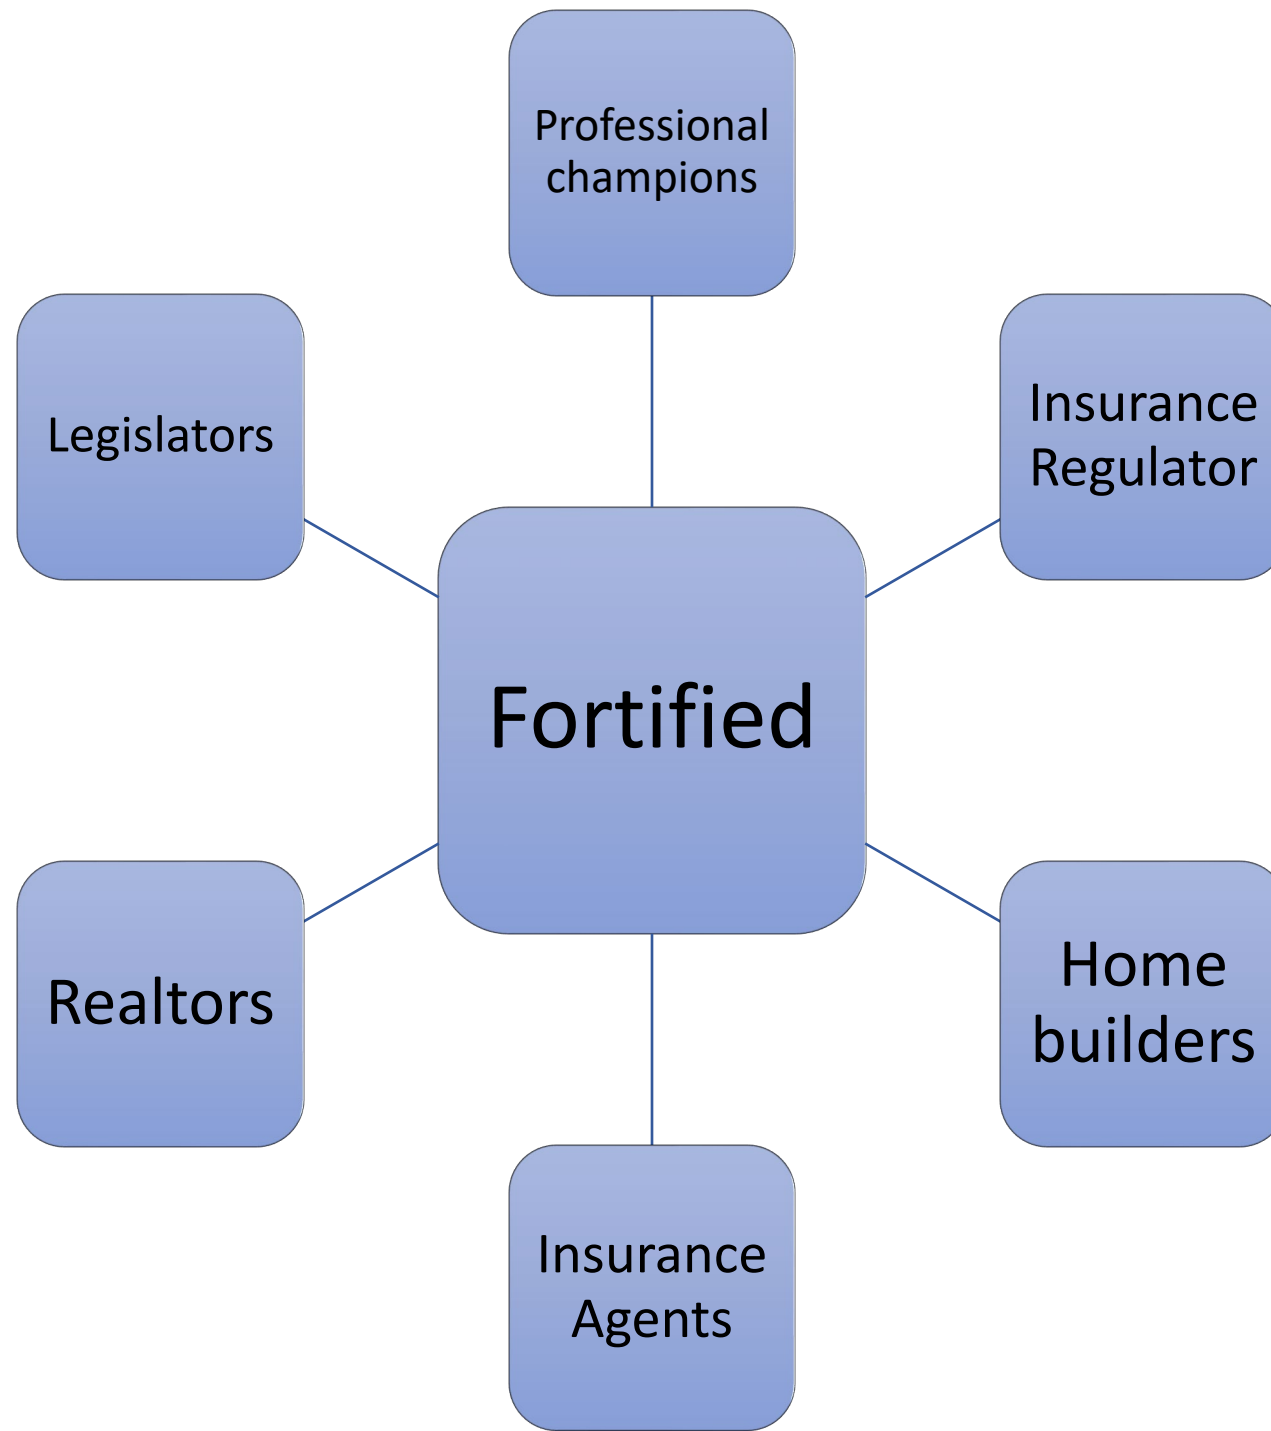 Professional
champions
Legislators
Insurance
Regulator
Fortified
Realtors
Home
builders
Insurance
Agents